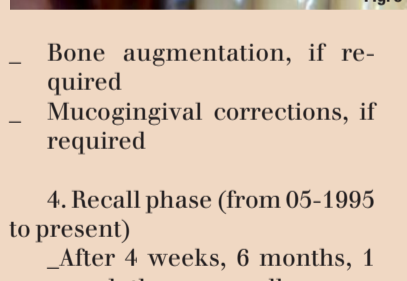 _ Bone augmentation, if re-
quired
_ Mucogingival corrections, if
required
4. Recall phase (from 05-1995
to present)
_After 4 weeks, 6 months, 1